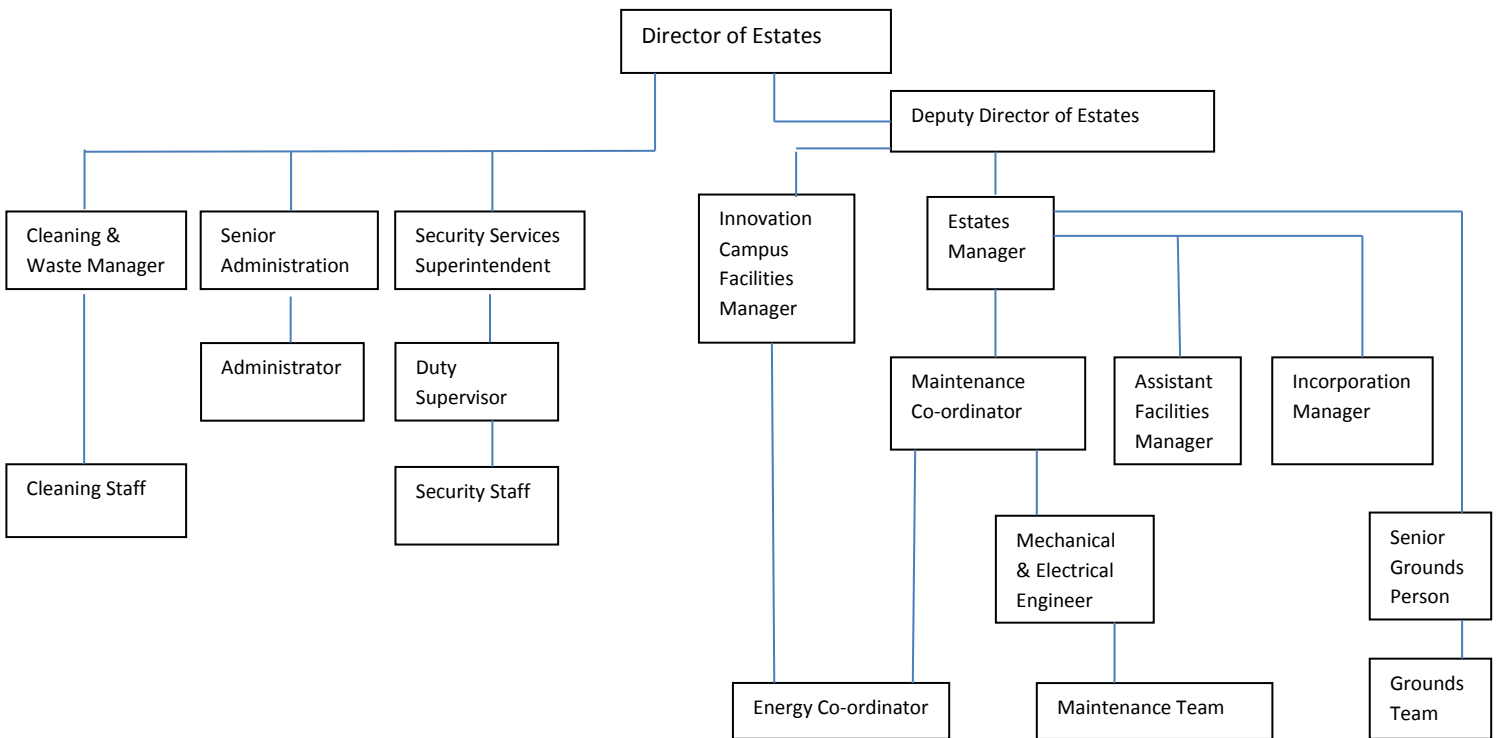 Director of Estates
Deputy Director of Estates
Cleaning &
Waste Manager
Senior
Administration
Security Services
Superintendent
Innovation
Campus
Facilities
Manager
Estates
Manager
Administrator
Duty
Supervisor
Maintenance
Co-ordinator
Assistant
Facilities
Manager
Incorporation
Manager
Cleaning Staff
Security Staff
Mechanical
& Electrical
Engineer
Senior
Grounds
Person
Energy Co-ordinator
Maintenance Team
Grounds
Team